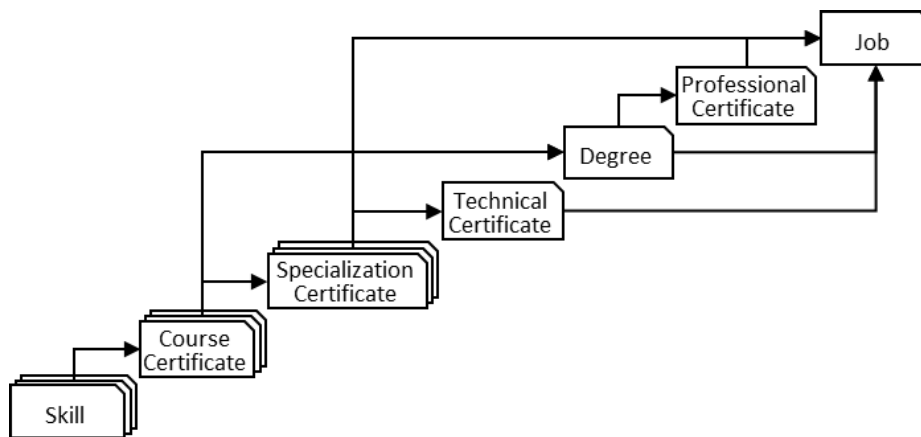 Job
Professional
Certificate
Degree
Technical
Certificate
Specialization
Certificate
Course
Certificate
Skill